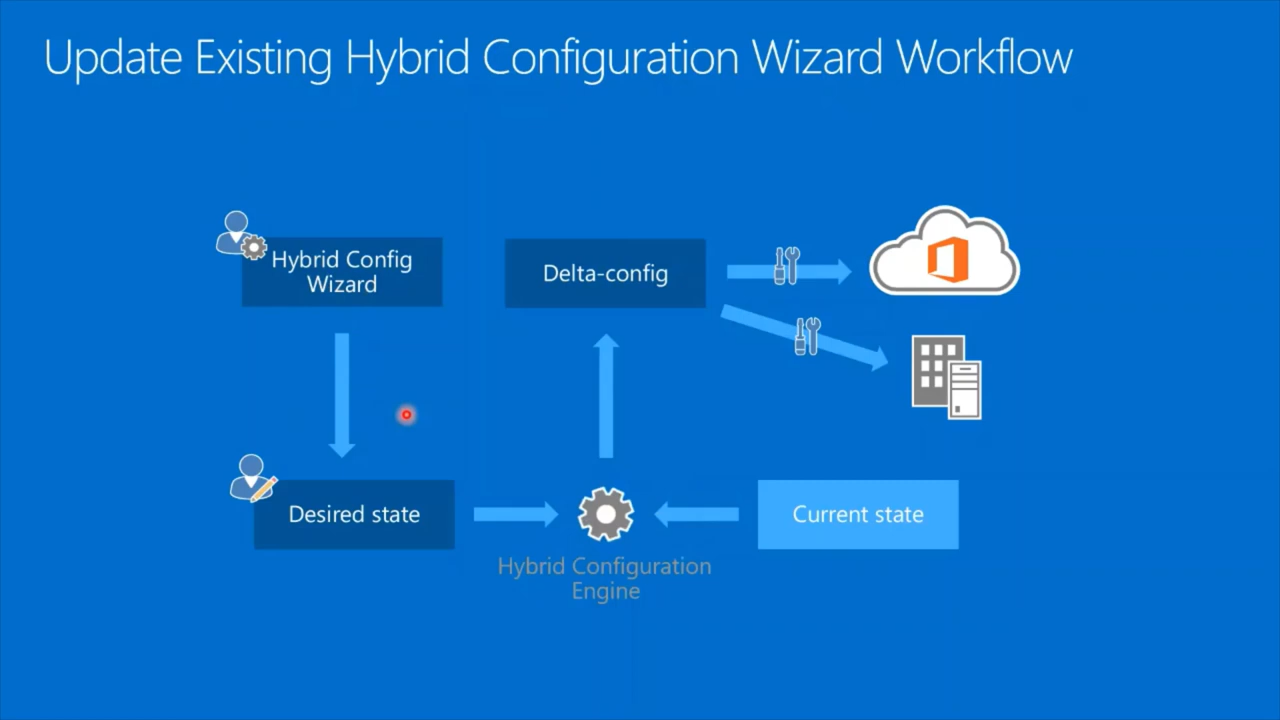 Update Existing Hybrid Configuration Wizard Workflow
Hybrid Config
Wizard
Delta-config
Desired state
Current state
Hybrid Configuration
Engine